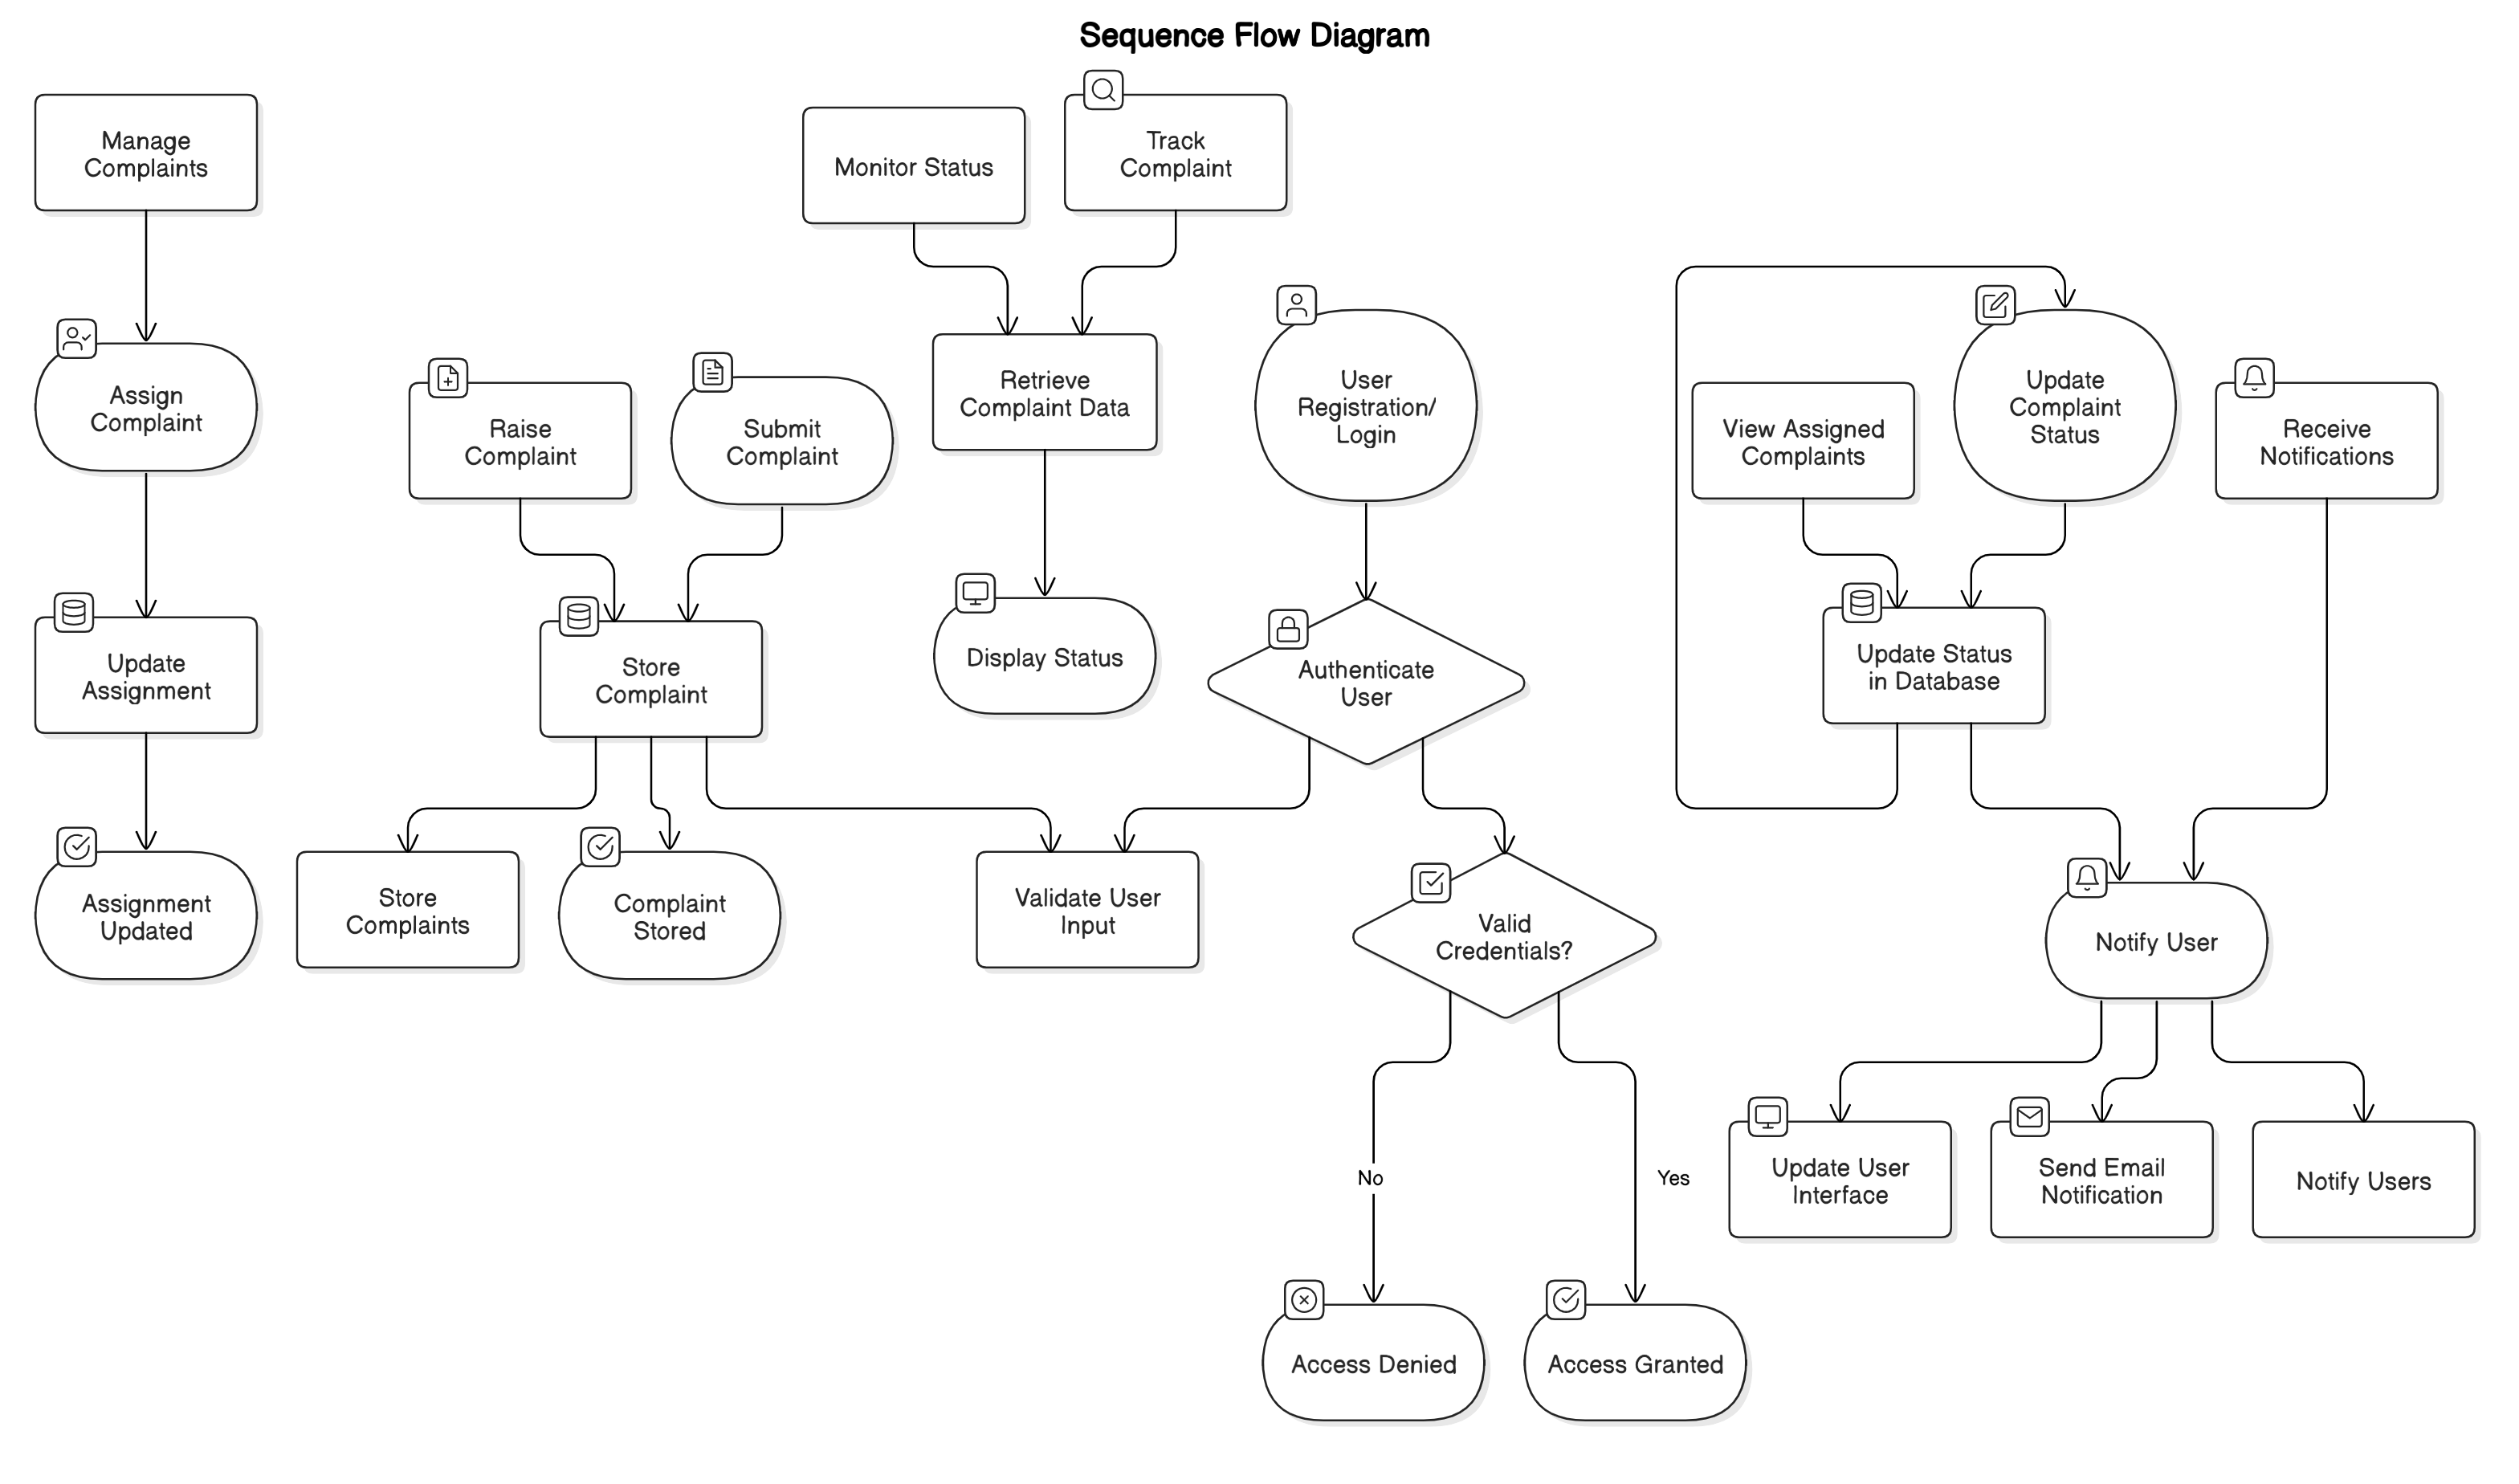 Sequence Flow Diagram
Manage
Complaints
Monitor Status
Track
Complaint
Assign
Complaint
Raise
Complaint
Submit
Complaint
Retrieve
Complaint Data
User
Registration/
Login
View Assigned
Complaints
Update
Complaint
Status
Receive
Notifications
Update
Assignment
Store
Complaint
Display Status
Authenticate
User
Update Status
in Database
Assignment
Updated
Store
Complaints
Complaint
Stored
Validate User
Input
Valid
Credentials?
Notify User
No
Yes
Update User
Interface
Send Email
Notification
Notify Users
Access Denied
Access Granted